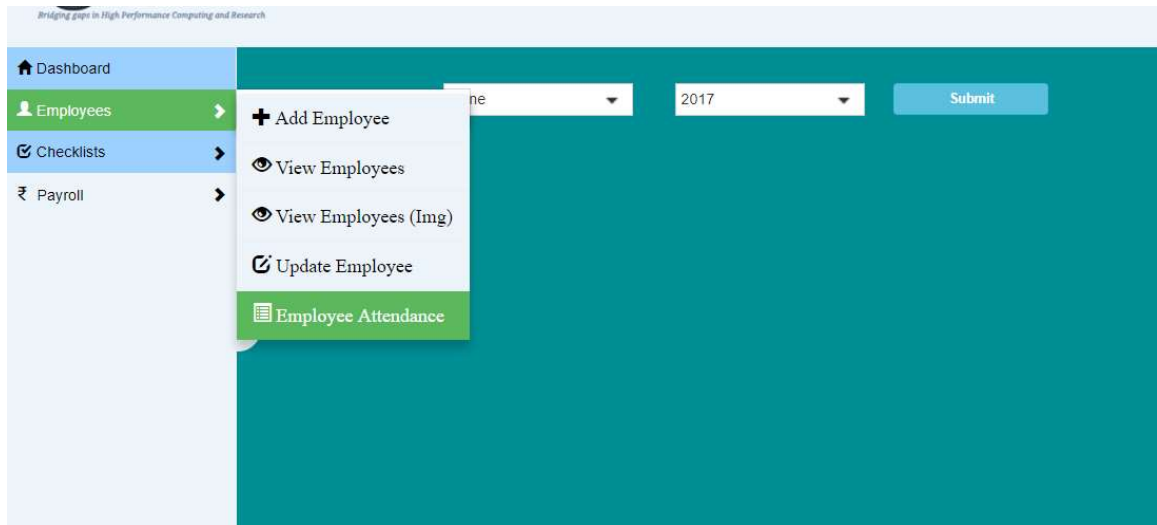 Bridging gaps in High Performance Computing and Research
Dashboard
Employees
Checklists
₹ Payroll
Add Employee
View Employees
View Employees (Img)
Update Employee
Employee Attendance
ne
2017
Submit